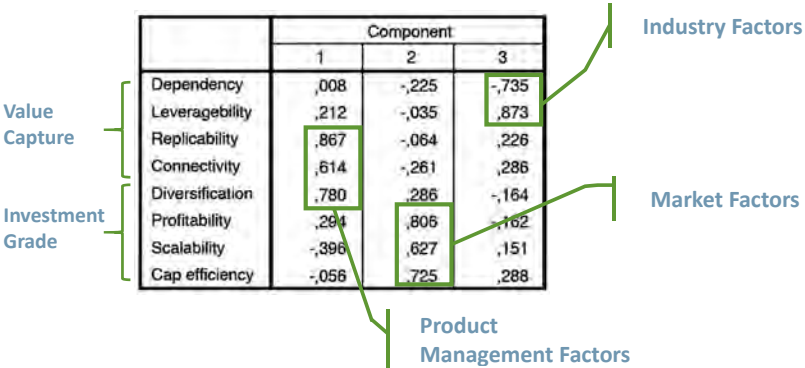 Component
1 2 3
Dependency ,008 -,225 -,735
Leveragebility ,212 -,035 ,873
Replicability ,867 -,064 ,226
Connectivity ,614 -,261 ,286
Diversification ,780 ,286 -,164
Profitability ,294 ,806 -,162
Scalability -,396 ,627 ,151
Cap efficiency -,056 ,725 ,288
Value
Capture
Investment
Grade
Industry Factors
Market Factors
Product
Management Factors